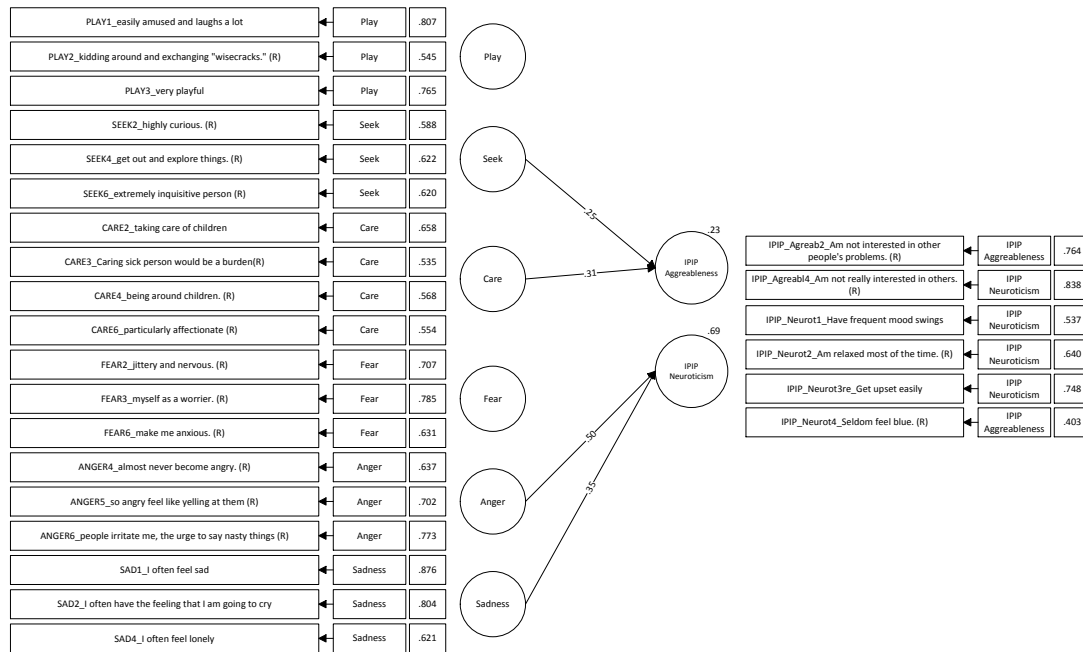 PLAY1_easily amused and laughs a lot Play .807
PLAY2_kidding around and exchanging "wisecracks." (R) Play .545
PLAY3_very playful Play .765
SEEK2_highly curious. (R) Seek .588
SEEK4_get out and explore things. (R) Seek .622
SEEK6_extremely inquisitive person (R) Seek .620
CARE2_taking care of children Care .658
CARE3_Caring sick person would be a burden(R) Care .535
CARE4_being around children. (R) Care .568
CARE6_particularly affectionate (R) Care .554
FEAR2_jittery and nervous. (R) Fear .707
FEAR3_myself as a worrier. (R) Fear .785
FEAR6_make me anxious. (R) Fear .631
ANGER4_almost never become angry. (R) Anger .637
ANGER5_so angry feel like yelling at them (R) Anger .702
ANGER6_people irritate me, the urge to say nasty things (R) Anger .773
SAD1_I often feel sad Sadness .876
SAD2_I often have the feeling that I am going to cry Sadness .804
SAD4_I often feel lonely Sadness .621
Play
Seek
Care
Fear
Anger
Sadness
.25
.31
.50
.35
.23
IPIP
Aggreableness
.69
IPIP
Neuroticism
IPIP_Agreab2_Am not interested in other
people's problems. (R)
IPIP
Aggreableness
.764
IPIP_Agreabl4_Am not really interested in others.
(R)
IPIP
Neuroticism
.838
IPIP_Neurot1_Have frequent mood swings
IPIP
Neuroticism
.537
IPIP_Neurot2_Am relaxed most of the time. (R)
IPIP
Neuroticism
.640
IPIP_Neurot3re_Get upset easily
IPIP
Neuroticism
.748
IPIP_Neurot4_Seldom feel blue. (R)
IPIP
Aggreableness
.403